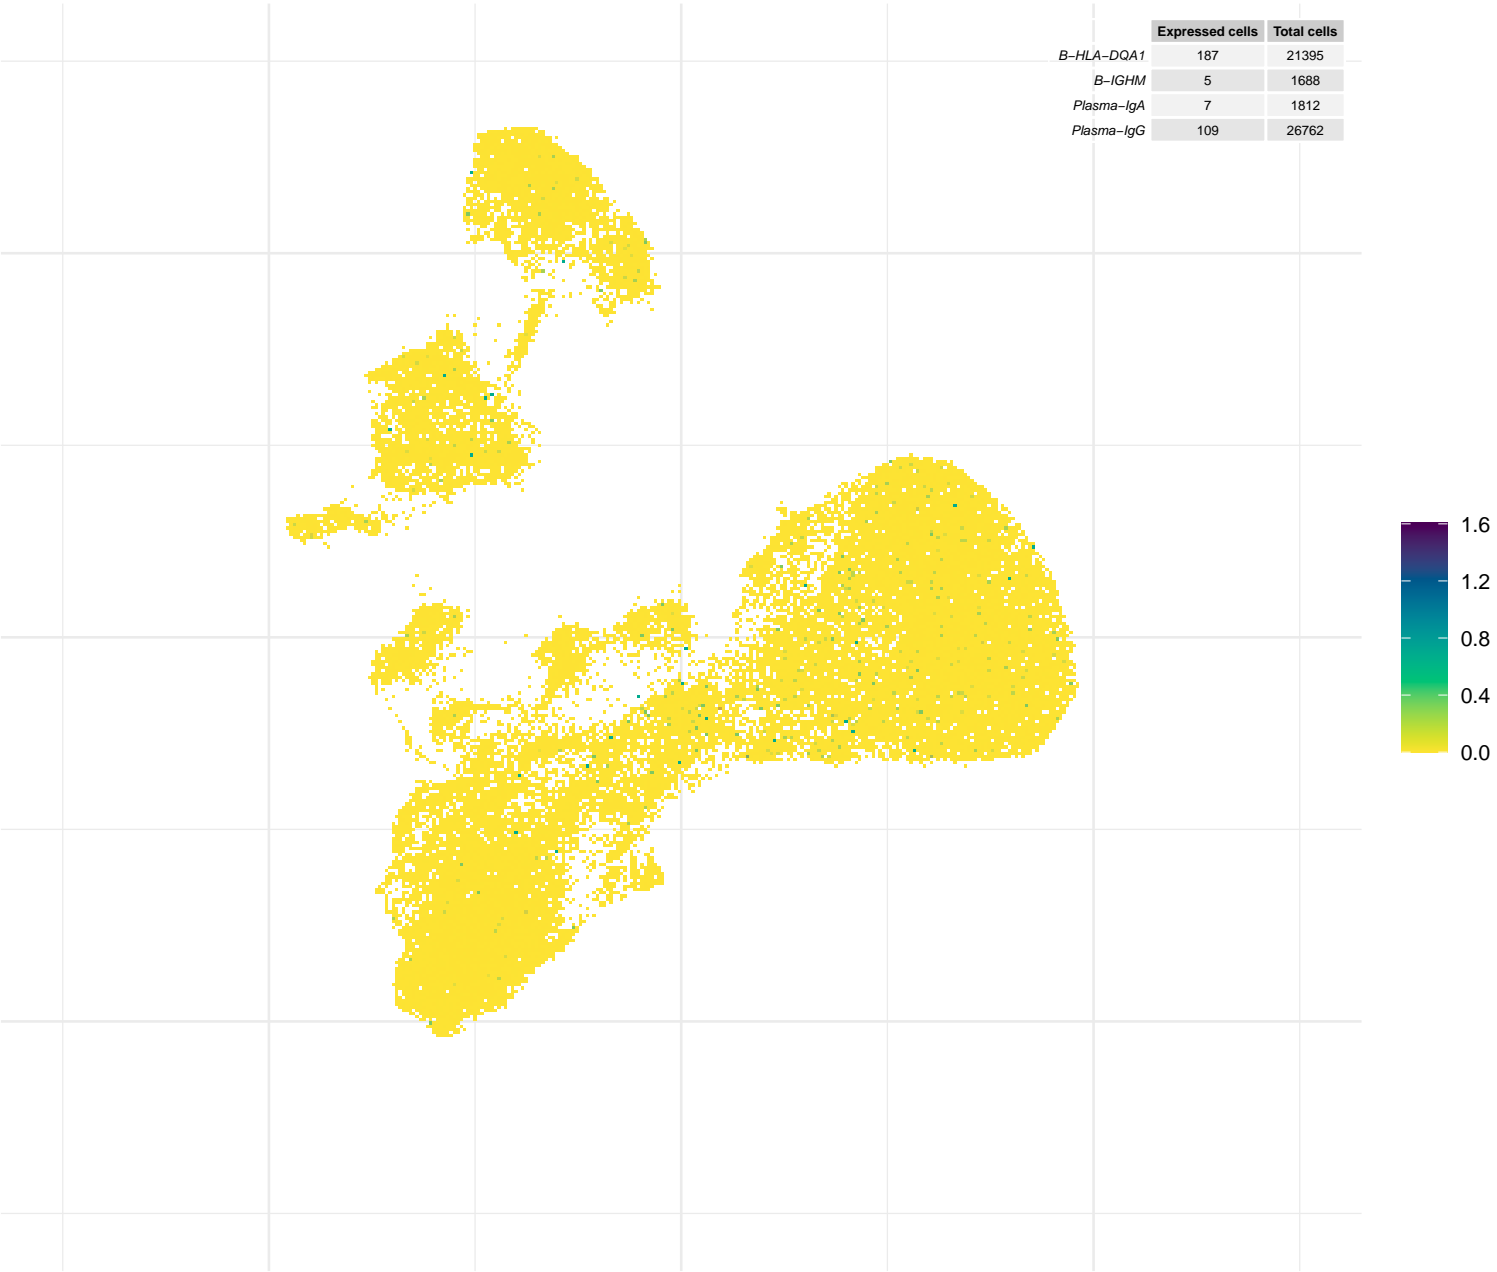 Expressed cells Total cells
B−HLA−DQA1 187 21395
B−IGHM 5 1688
Plasma−IgA 7 1812
Plasma−IgG 109 26762
1.6
1.2
0.8
0.4
0.0